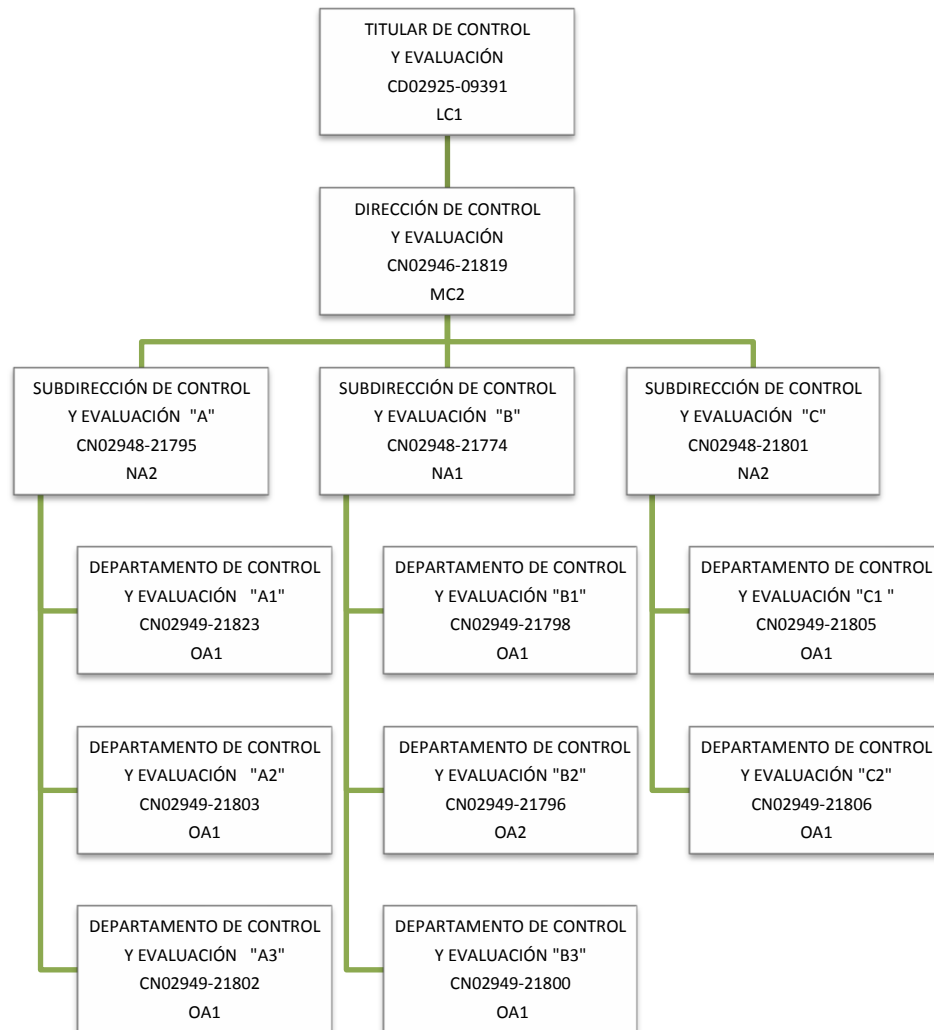 TITULAR DE CONTROL
Y EVALUACIÓN
CD02925-09391
LC1
DIRECCIÓN DE CONTROL
Y EVALUACIÓN
CN02946-21819
MC2
SUBDIRECCIÓN DE CONTROL
Y EVALUACIÓN "A"
CN02948-21795
NA2
SUBDIRECCIÓN DE CONTROL
Y EVALUACIÓN "B"
CN02948-21774
NA1
SUBDIRECCIÓN DE CONTROL
Y EVALUACIÓN "C"
CN02948-21801
NA2
DEPARTAMENTO DE CONTROL
Y EVALUACIÓN "A1"
CN02949-21823
OA1
DEPARTAMENTO DE CONTROL
Y EVALUACIÓN "B1"
CN02949-21798
OA1
DEPARTAMENTO DE CONTROL
Y EVALUACIÓN "C1 "
CN02949-21805
OA1
DEPARTAMENTO DE CONTROL
Y EVALUACIÓN "A2"
CN02949-21803
OA1
DEPARTAMENTO DE CONTROL
Y EVALUACIÓN "B2"
CN02949-21796
OA2
DEPARTAMENTO DE CONTROL
Y EVALUACIÓN "C2"
CN02949-21806
OA1
DEPARTAMENTO DE CONTROL
Y EVALUACIÓN "A3"
CN02949-21802
OA1
DEPARTAMENTO DE CONTROL
Y EVALUACIÓN "B3"
CN02949-21800
OA1